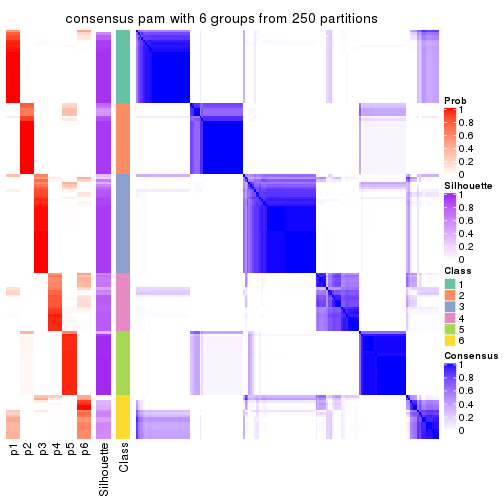 consensus pam with 6 groups from 250 partitions
Prob
1
0.8
0.6
0.4
0.2
0
Silhouette
1
0.8
0.6
0.4
0.2
0
Class
1
2
3
4
5
6
Consensus
1
0.8
0.6
0.4
0.2
0
p1
p2
p3
p4
p5
p6
Silhouette
Class